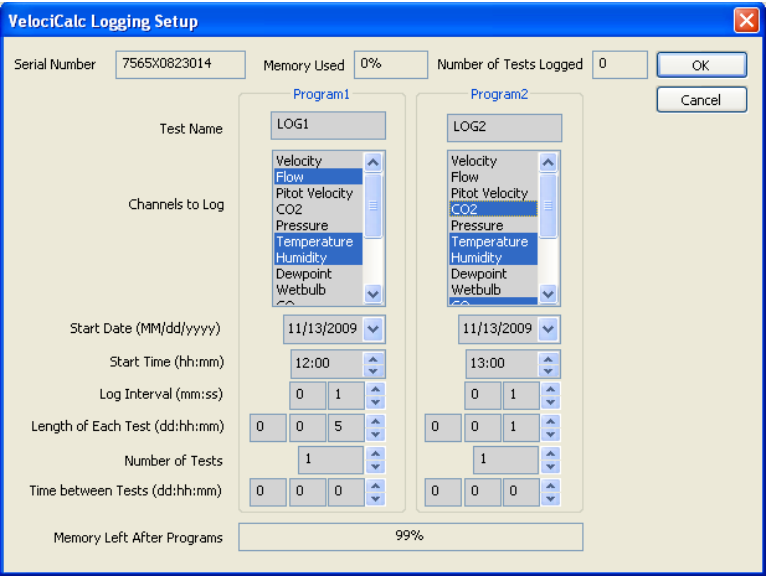 VelociCalc Logging Setup
Serial Number 7565X0823014 Memory Used 0% Number of Tests Logged 0 OK
Cancel
Program1 Program2
Test Name LOG1 LOG2
Channels to Log
Velocity Velocity
Flow Flow
Pitot Velocity Pitot Velocity
CO2 CO2
Pressure Pressure
Temperature Temperature
Humidity Humidity
Dewpoint Dewpoint
Wetbulb Wetbulb
CO CO
Start Date (MM/dd/yyyy) 11/13/2009 11/13/2009
Start Time (hh:mm) 12:00 13:00
Log Interval (mm:ss) 0 1 0 1
Length of Each Test (dd:hh:mm) 0 0 5 0 0 1
Number of Tests 1 1
Time between Tests (dd:hh:mm) 0 0 0 0 0 0
Memory Left After Programs 99%